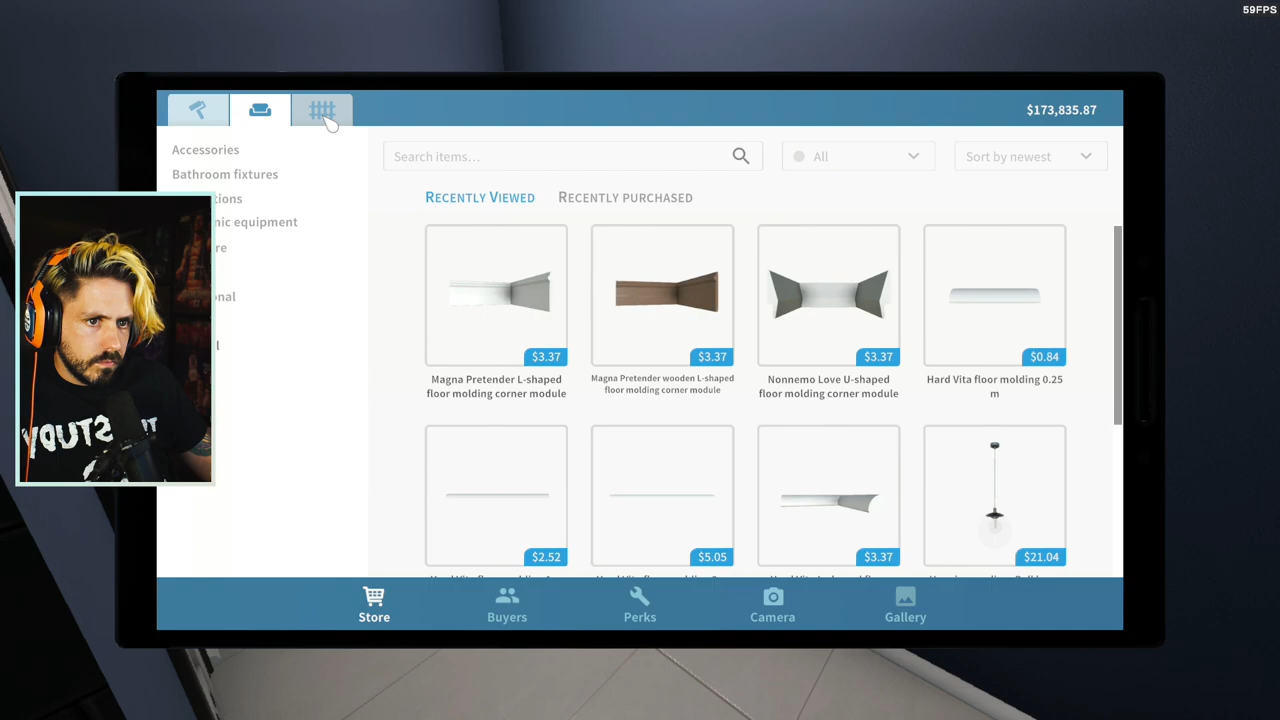 59FPS
$173,835.87
Accessories
Bathroom fixtures
Search items...
All
Sort by newest
RECENTLY VIEWED
RECENTLY PURCHASED
$3.37
$3.37
$3.37
$0.84
Magna Pretender L-shaped
floor molding corner module
Magna Pretender wooden L-shaped
floor molding corner module
Nonnemo Love U-shaped
floor molding corner module
Hard Vita floor molding 0.25
m
$2.52
$5.05
$3.37
$21.04
Store
Buyers
Perks
Camera
Gallery